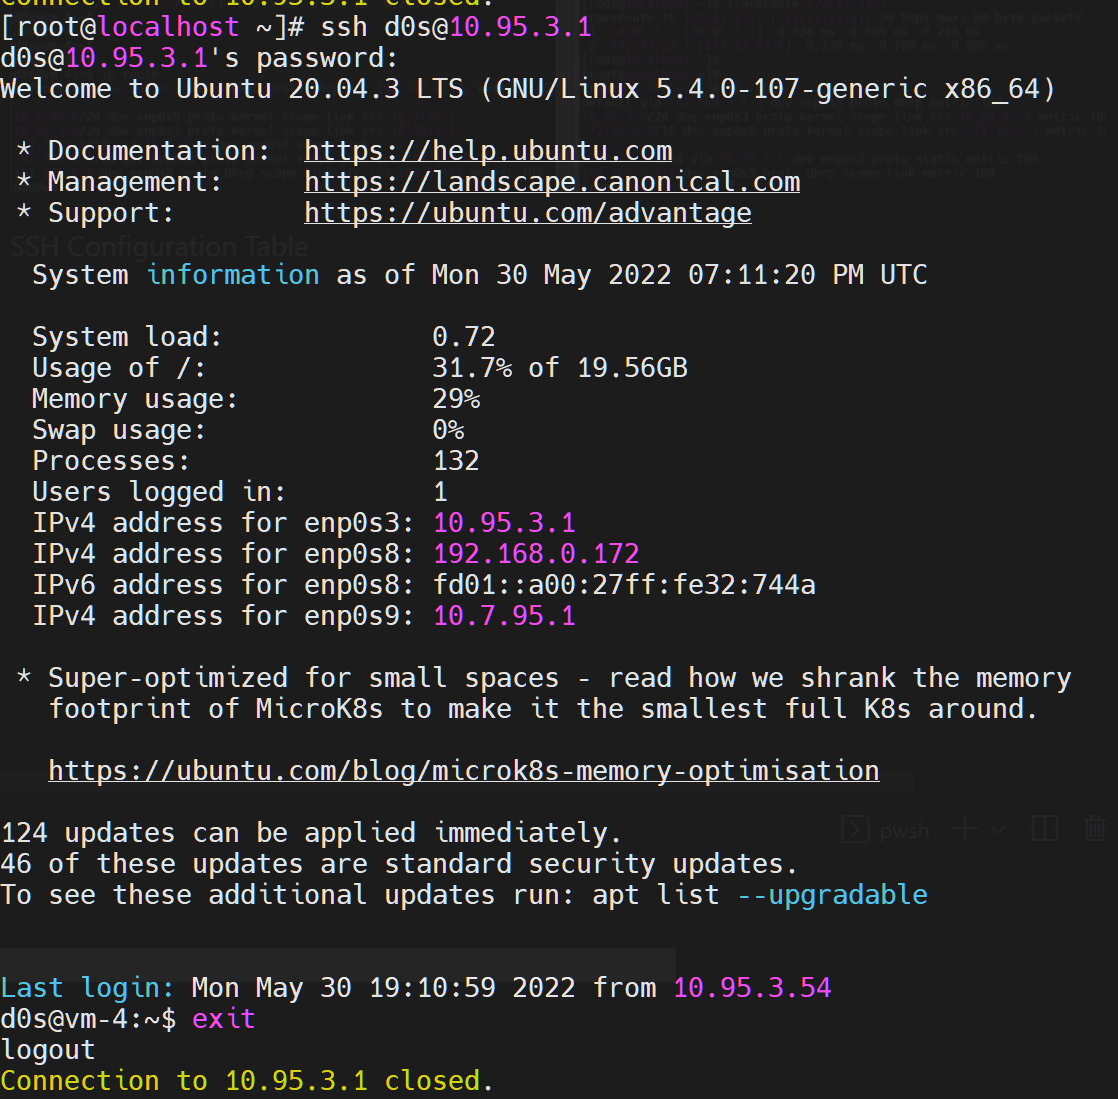 Connection to 10.95.3.1 closed.
[root@localhost ~]# ssh d0s@10.95.3.1
d0s@10.95.3.1's password:
Welcome to Ubuntu 20.04.3 LTS (GNU/Linux 5.4.0-107-generic x86_64)
* Documentation: https://help.ubuntu.com
* Management: https://landscape.canonical.com
* Support: https://ubuntu.com/advantage
SSH Configuration Table
System information as of Mon 30 May 2022 07:11:20 PM UTC
System load: 0.72
Usage of /: 31.7% of 19.56GB
Memory usage: 29%
Swap usage: 0%
Processes: 132
Users logged in: 1
IPv4 address for enp0s3: 10.95.3.1
IPv4 address for enp0s8: 192.168.0.172
IPv6 address for enp0s8: fd01::a00:27ff:fe32:744a
IPv4 address for enp0s9: 10.7.95.1
* Super-optimized for small spaces - read how we shrank the memory
footprint of MicroK8s to make it the smallest full K8s around.
https://ubuntu.com/blog/microk8s-memory-optimisation
124 updates can be applied immediately.
pwsh
46 of these updates are standard security updates.
To see these additional updates run: apt list --upgradable
Last login: Mon May 30 19:10:59 2022 from 10.95.3.54
d0s@vm-4:~$ exit
logout
Connection to 10.95.3.1 closed.